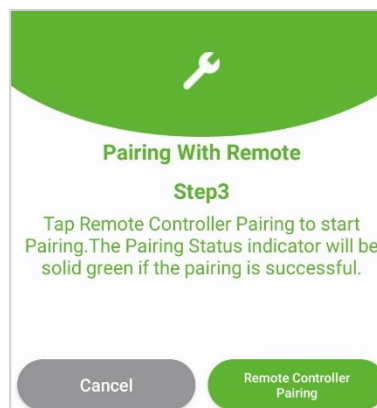 Pairing With Remote
Step3
Tap Remote Controller Pairing to start
Pairing.The Pairing Status indicator will be
solid green if the pairing is successful.
Cancel
Remote Controller
Pairing